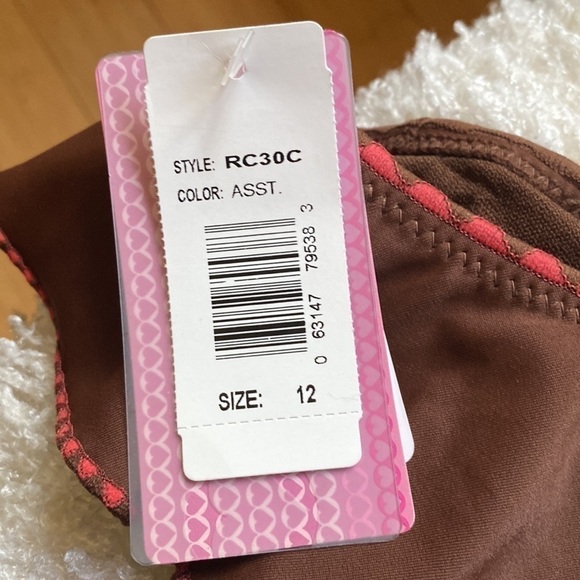 STYLE: RC30C
COLOR: ASST.
0 63147 79538 3
SIZE: 12